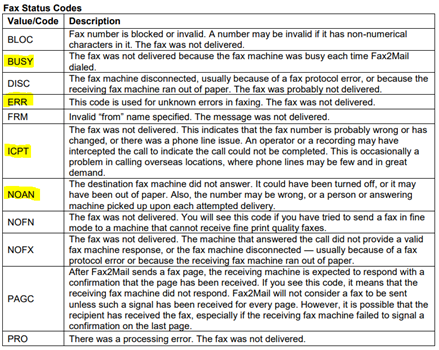 Fax Status Codes
Value/Code Description
BLOC Fax number is blocked or invalid. A number may be invalid if it has non-numerical
characters in it. The fax was not delivered.
BUSY The fax was not delivered because the fax machine was busy each time Fax2Mail
dialed.
DISC The fax machine disconnected, usually because of a fax protocol error, or because the
receiving fax machine ran out of paper. The fax was probably not delivered.
ERR This code is used for unknown errors in faxing. The fax was not delivered.
FRM Invalid “from” name specified. The message was not delivered.
ICPT The fax was not delivered. This indicates that the fax number is probably wrong or has
changed, or there was a phone line issue. An operator or a recording may have
intercepted the call to indicate the call could not be completed. This is occasionally a
problem in calling overseas locations, where phone lines may be few and in great
demand.
NOAN The destination fax machine did not answer. It could have been turned off, or it may
have been out of paper. Also, the number may be wrong, or a person or answering
machine picked up upon each attempted delivery.
NOFN The fax was not delivered. You will see this code if you have tried to send a fax in fine
mode to a machine that cannot receive fine print quality faxes.
NOFX The fax was not delivered. The machine that answered the call did not provide a valid
fax machine response, or the fax machine disconnected — usually because of a fax
protocol error or because the receiving fax machine ran out of paper.
PAGC After Fax2Mail sends a fax page, the receiving machine is expected to respond with a
confirmation that the page has been received. If you see this code, it means that the
receiving fax machine did not respond. Fax2Mail will not consider a fax to be sent
unless such a signal has been received for every page. However, it is possible that the
recipient has received the fax, especially if the receiving fax machine failed to signal a
confirmation on the last page.
PRO There was a processing error. The fax was not delivered.